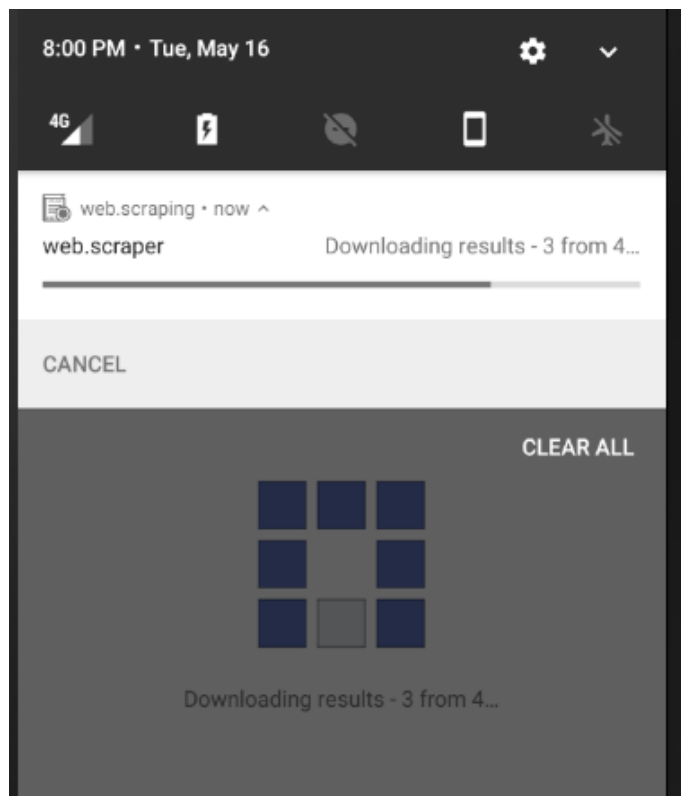 8:00 PM • Tue, May 16
4G
web.scraping • now
web.scraper Downloading results - 3 from 4...
CANCEL
CLEAR ALL
Downloading results - 3 from 4...